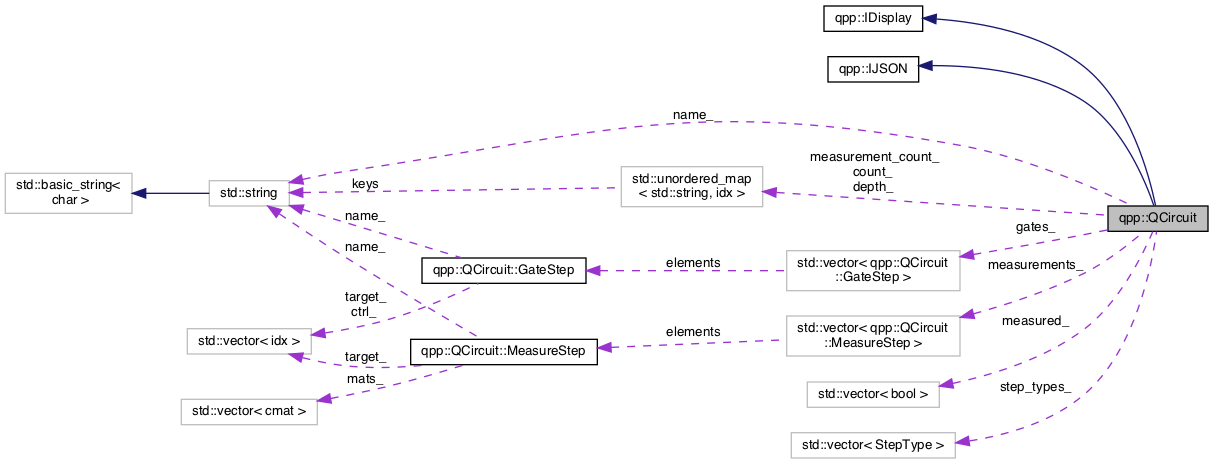 qpp::IDisplay
qpp::IJSON
name_
measurement_count_
count_
depth_
std::basic_string<
char >
std::string
keys
std::unordered_map
< std::string, idx >
qpp::QCircuit
name_
gates_
qpp::QCircuit::GateStep
elements
std::vector< qpp::QCircuit
::GateStep >
name_
measurements_
target_
ctrl_
std::vector< idx >
elements
std::vector< qpp::QCircuit
::MeasureStep >
measured_
target_
qpp::QCircuit::MeasureStep
mats_
step_types_
std::vector< bool >
std::vector< cmat >
std::vector< StepType >